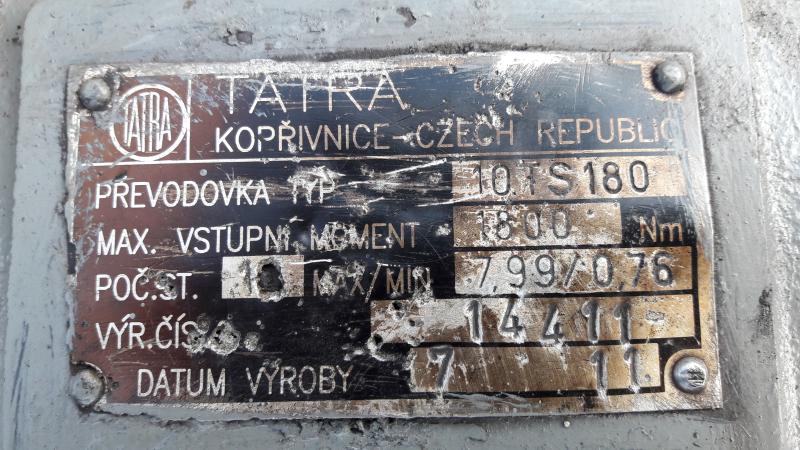 TATRA
TATRA
KOPŘIVNICE-CZECH REPUBLIC
PŘEVODOVKA TYP 10TS180
MAX. VSTUPNÍ MOMENT 1800 Nm
POČ.ST. MAX/MIN 7,99/0,76
VÝR.ČÍS. 14411
DATUM VÝROBY 7 11